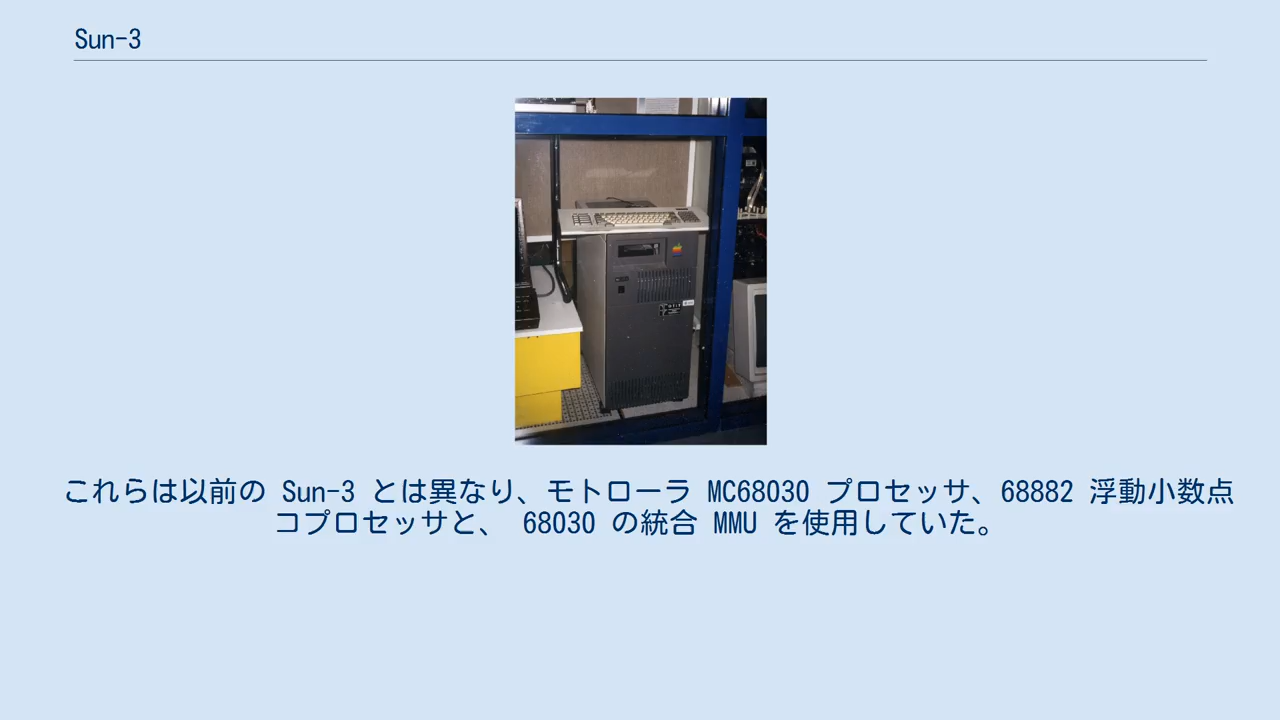 Sun-3
これらは以前の Sun-3 とは異なり、モトローラ MC68030 プロセッサ、68882 浮動小数点
コプロセッサと、 68030 の統合 MMU を使用していた。